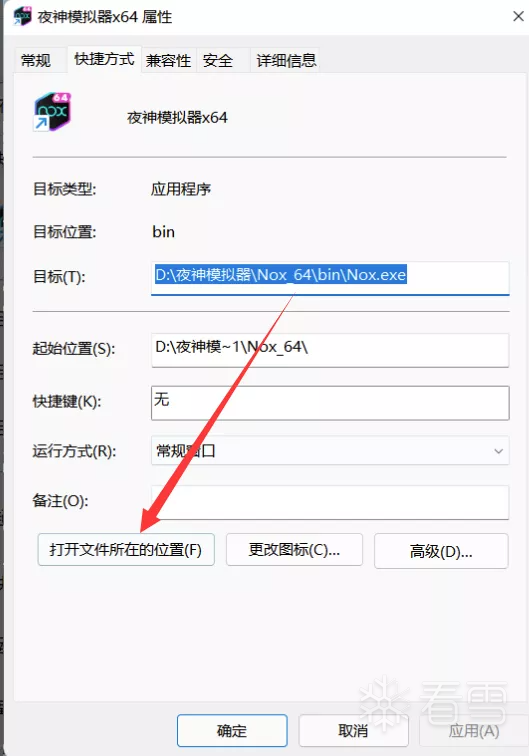 夜神模拟器x64 属性
常规 快捷方式 兼容性 安全 详细信息
64
nox
夜神模拟器x64
目标类型: 应用程序
目标位置: bin
目标(T): D:\夜神模拟器\Nox_64\bin\Nox.exe
起始位置(S): D:\夜神模~1\Nox_64\
快捷键(K): 无
运行方式(R): 常规窗口
备注(O):
打开文件所在的位置(F) 更改图标(C)... 高级(D)...
看雪
确定 取消 应用(A)